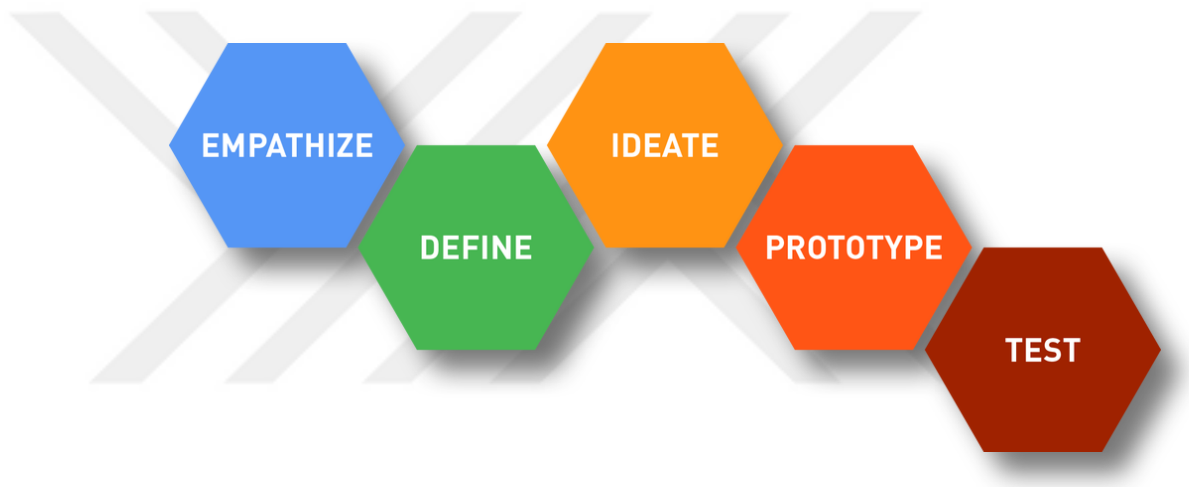 EMPATHIZE
DEFINE
IDEATE
PROTOTYPE
TEST